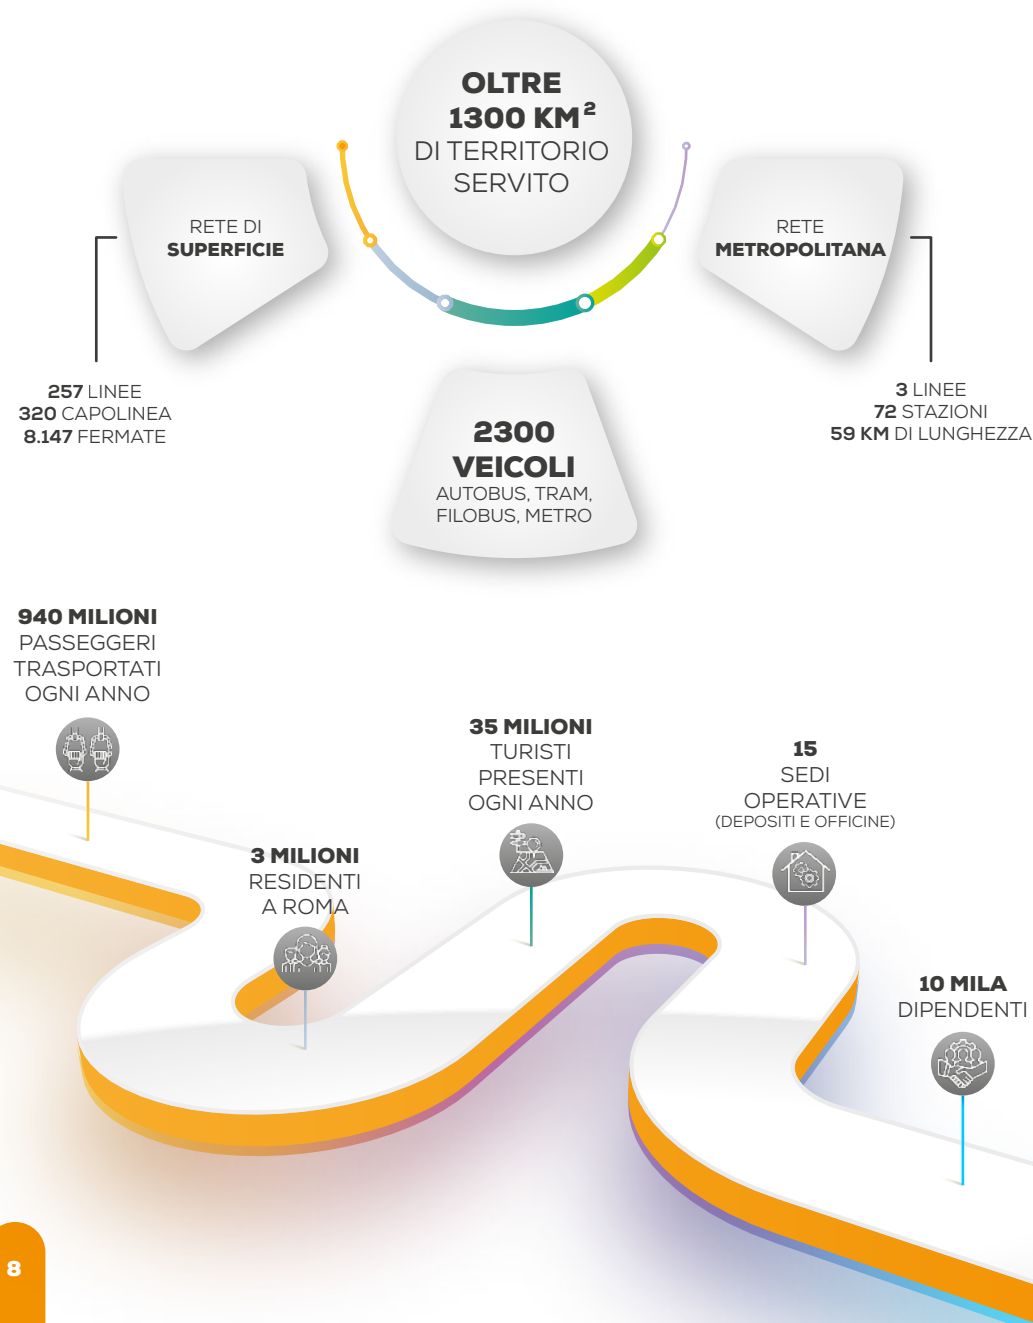 OLTRE
1300 KM²
DI TERRITORIO
SERVITO
RETE DI
SUPERFICIE
RETE
METROPOLITANA
257 LINEE
320 CAPOLINEA
8.147 FERMATE
3 LINEE
72 STAZIONI
59 KM DI LUNGHEZZA
2300
VEICOLI
AUTOBUS, TRAM,
FILOBUS, METRO
940 MILIONI
PASSEGGERI
TRASPORTATI
OGNI ANNO
35 MILIONI
TURISTI
PRESENTI
OGNI ANNO
15
SEDI
OPERATIVE
(DEPOSITI E OFFICINE)
3 MILIONI
RESIDENTI
A ROMA
10 MILA
DIPENDENTI
8